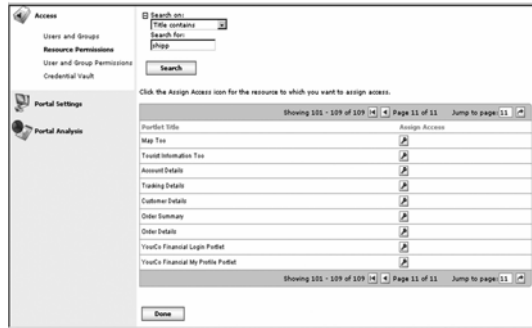 Access
Users and Groups
Resource Permissions
User and Group Permissions
Credential Vault
Portal Settings
Portal Analysis
Search on:
Title contains
Search for:
shipp
Search
Click the Assign Access icon for the resource to which you want to assign access.
Showing 101 - 109 of 109 Page 11 of 11 Jump to page: 11
Portlet Title Assign Access
Map Too
Tourist Information Too
Account Details
Tracking Details
Customer Details
Order Summary
Order Details
YourCo Financial Login Portlet
YourCo Financial My Profile Portlet
Showing 101 - 109 of 109 Page 11 of 11 Jump to page: 11
Done